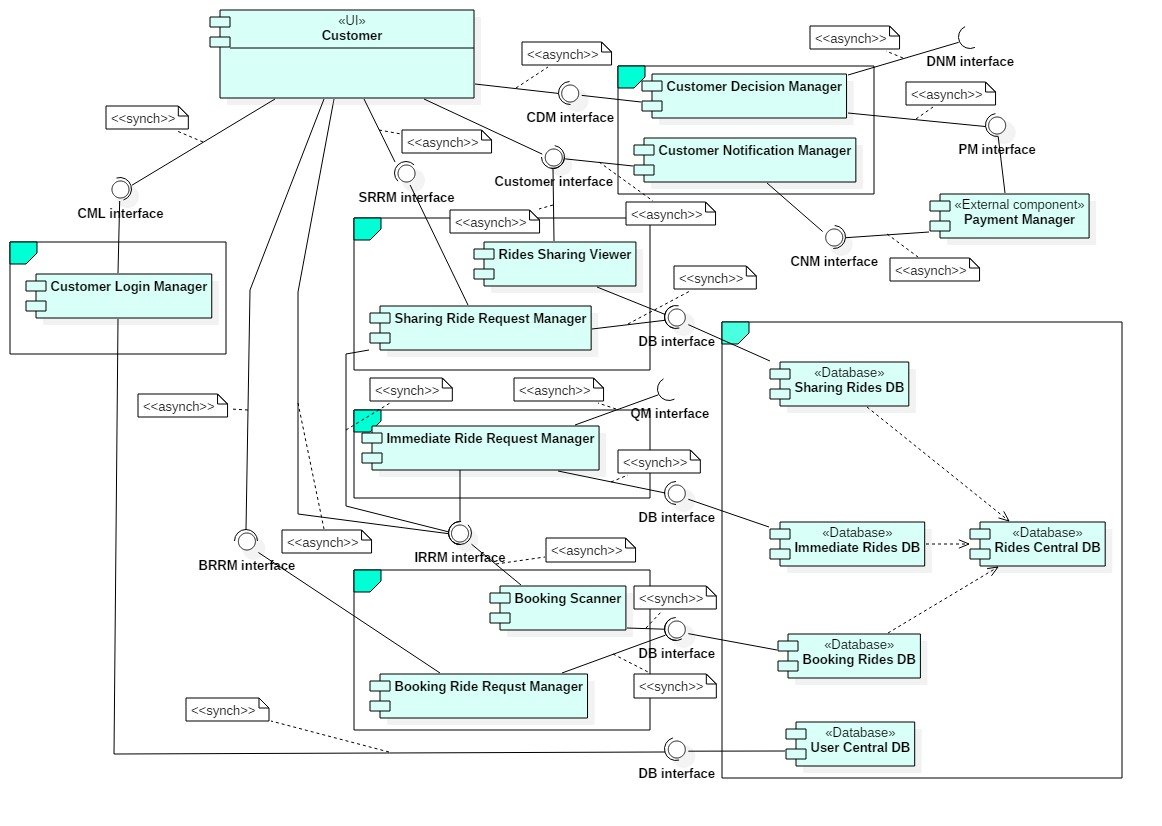 «UI»
Customer
<<asynch>>
<<asynch>>
DNM interface
Customer Decision Manager
<<asynch>>
CDM interface
<<synch>>
<<asynch>>
PM interface
Customer Notification Manager
Customer interface
SRRM interface
CML interface
<<asynch>>
<<asynch>>
«External component»
Payment Manager
CNM interface
<<asynch>>
Rides Sharing Viewer
<<synch>>
Customer Login Manager
Sharing Ride Request Manager
DB interface
«Database»
Sharing Rides DB
<<synch>>
<<asynch>>
<<asynch>>
QM interface
Immediate Ride Request Manager
<<synch>>
DB interface
«Database»
Immediate Rides DB
«Database»
Rides Central DB
<<asynch>>
<<asynch>>
IRRM interface
BRRM interface
Booking Scanner
<<synch>>
DB interface
«Database»
Booking Rides DB
Booking Ride Requst Manager
<<synch>>
<<synch>>
«Database»
User Central DB
DB interface